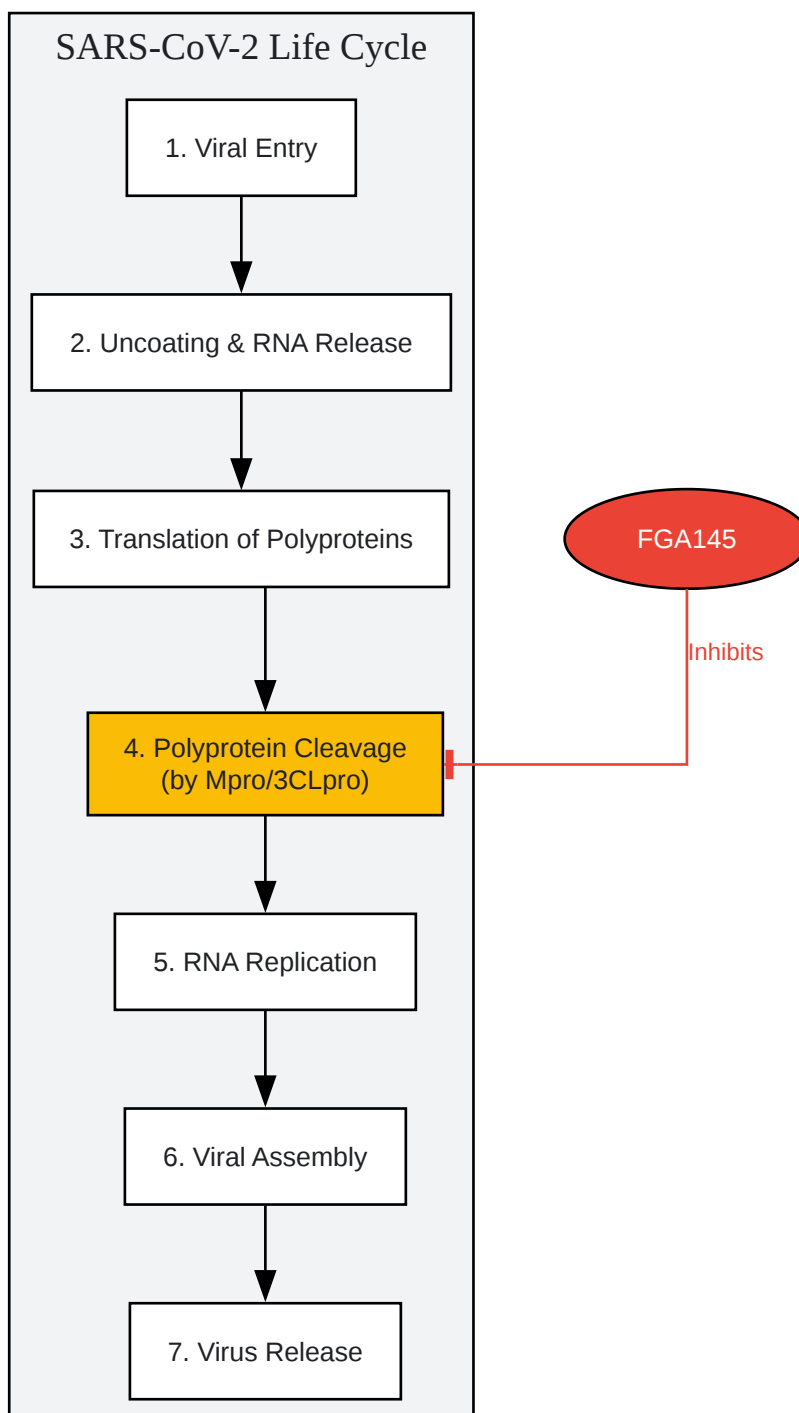 SARS-CoV-2 Life Cycle
1. Viral Entry
2. Uncoating & RNA Release
3. Translation of Polyproteins
FGA145
Inhibits
4. Polyprotein Cleavage
(by Mpro/3CLpro)
5. RNA Replication
6. Viral Assembly
7. Virus Release